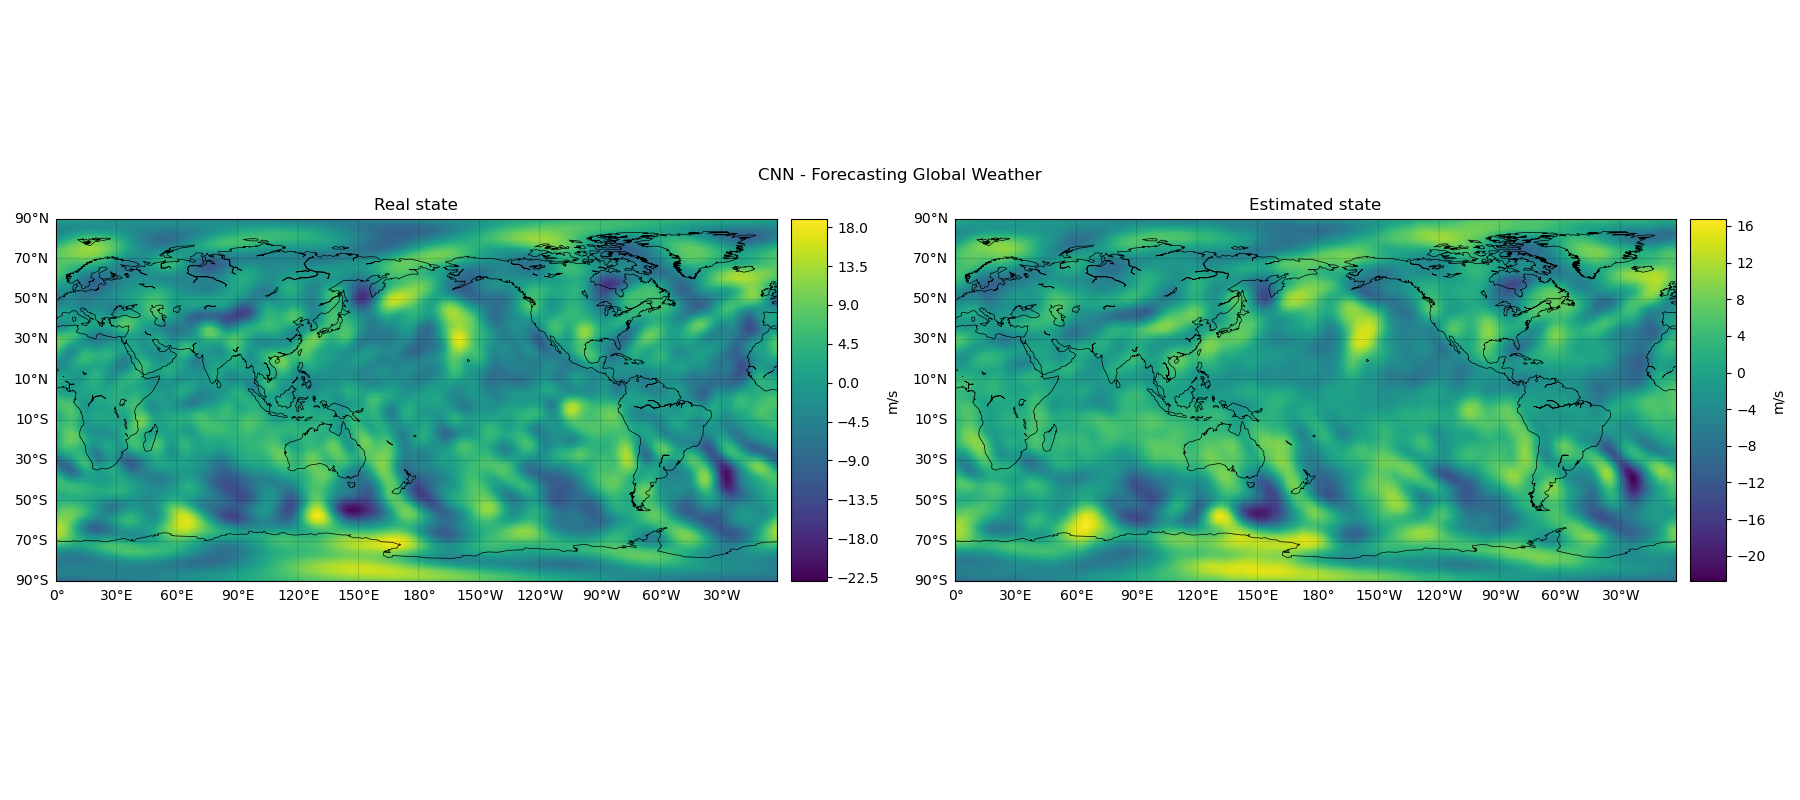 CNN - Forecasting Global Weather
Real state
90°N
70°N
50°N
30°N
10°N
10°S
30°S
50°S
70°S
90°S
0° 30°E 60°E 90°E 120°E 150°E 180° 150°W 120°W 90°W 60°W 30°W
18.0
13.5
9.0
4.5
0.0
−4.5
−9.0
−13.5
−18.0
−22.5
m/s
Estimated state
90°N
70°N
50°N
30°N
10°N
10°S
30°S
50°S
70°S
90°S
0° 30°E 60°E 90°E 120°E 150°E 180° 150°W 120°W 90°W 60°W 30°W
16
12
8
4
0
−4
−8
−12
−16
−20
m/s